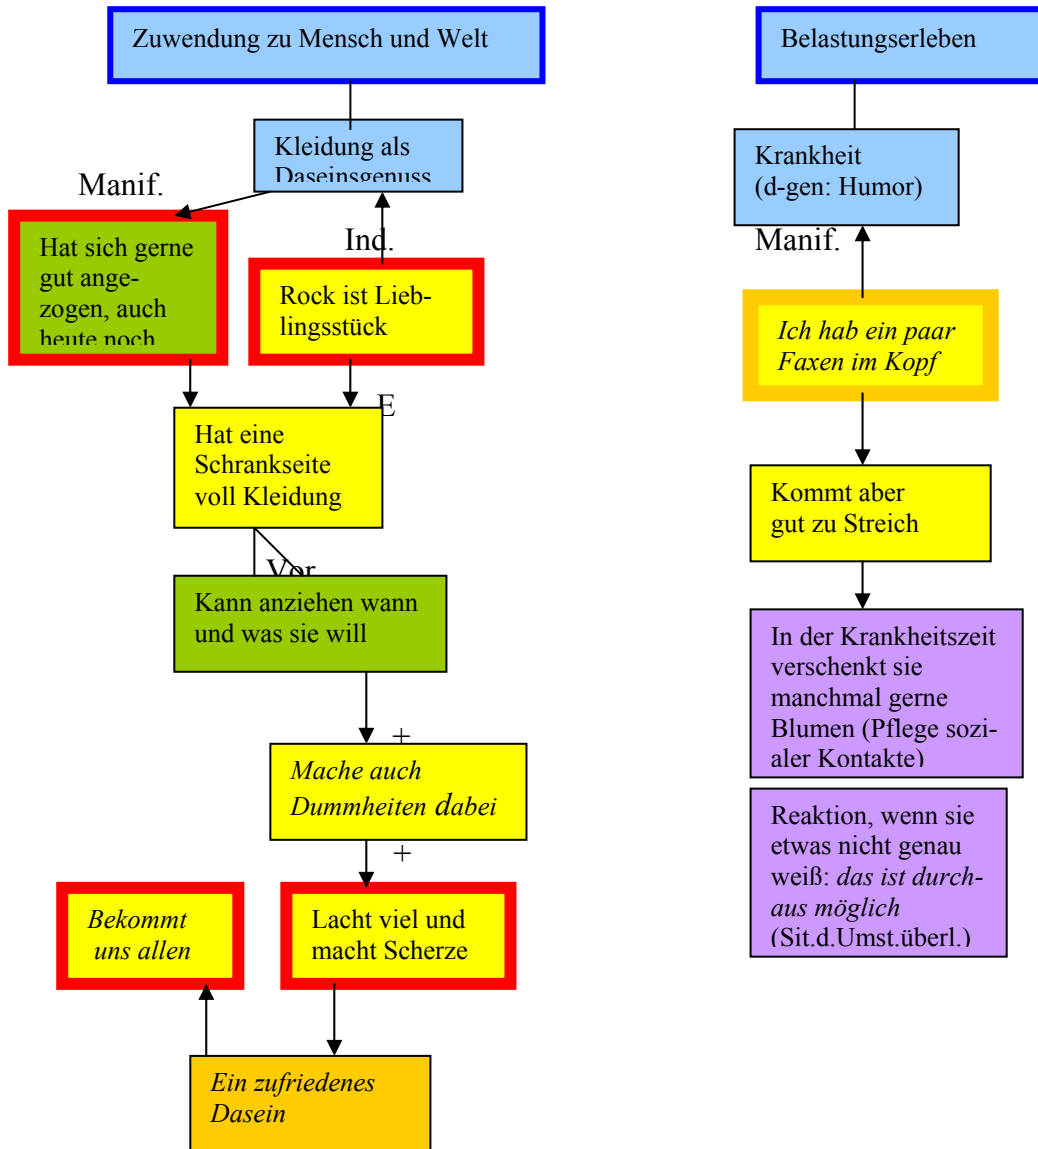 Zuwendung zu Mensch und Welt
Kleidung als
Daseinsgenuss
Manif.
Hat sich gerne
gut ange-
zogen, auch
heute noch
Ind.
Rock ist Lieb-
lingsstück
E
Hat eine
Schrankseite
voll Kleidung
Vor
Kann anziehen wann
und was sie will
+
Mache auch
Dummheiten dabei
+
Bekommt
uns allen
Lacht viel und
macht Scherze
Ein zufriedenes
Dasein
Belastungserleben
Krankheit
(d-gen: Humor)
Manif.
Ich hab ein paar
Faxen im Kopf
Kommt aber
gut zu Streich
In der Krankheitszeit
verschenkt sie
manchmal gerne
Blumen (Pflege sozi-
aler Kontakte)
Reaktion, wenn sie
etwas nicht genau
weiß: das ist durch-
aus möglich
(Sit.d.Umst.überl.)